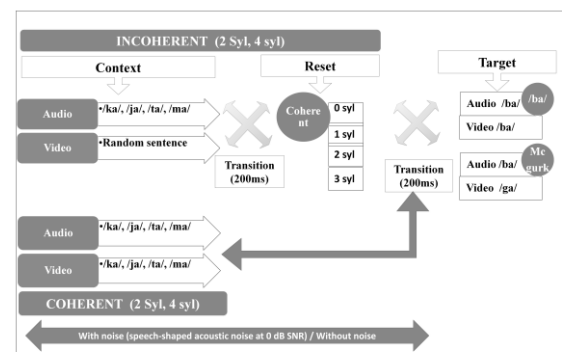 INCOHERENT (2 Syl, 4 syl)
Context
Reset
Target
Audio
•/ka/, /ja/, /ta/, /ma/
Video
•Random sentence
Transition
(200ms)
Cohere
nt
0 syl
1 syl
2 syl
3 syl
Transition
(200ms)
Audio /ba/
Video /ba/
/ba/
Audio /ba/
Video /ga/
Mc
gurk
Audio
•/ka/, /ja/, /ta/, /ma/
Video
•/ka/, /ja/, /ta/, /ma/
COHERENT (2 Syl, 4 syl)
With noise (speech-shaped acoustic noise at 0 dB SNR) / Without noise